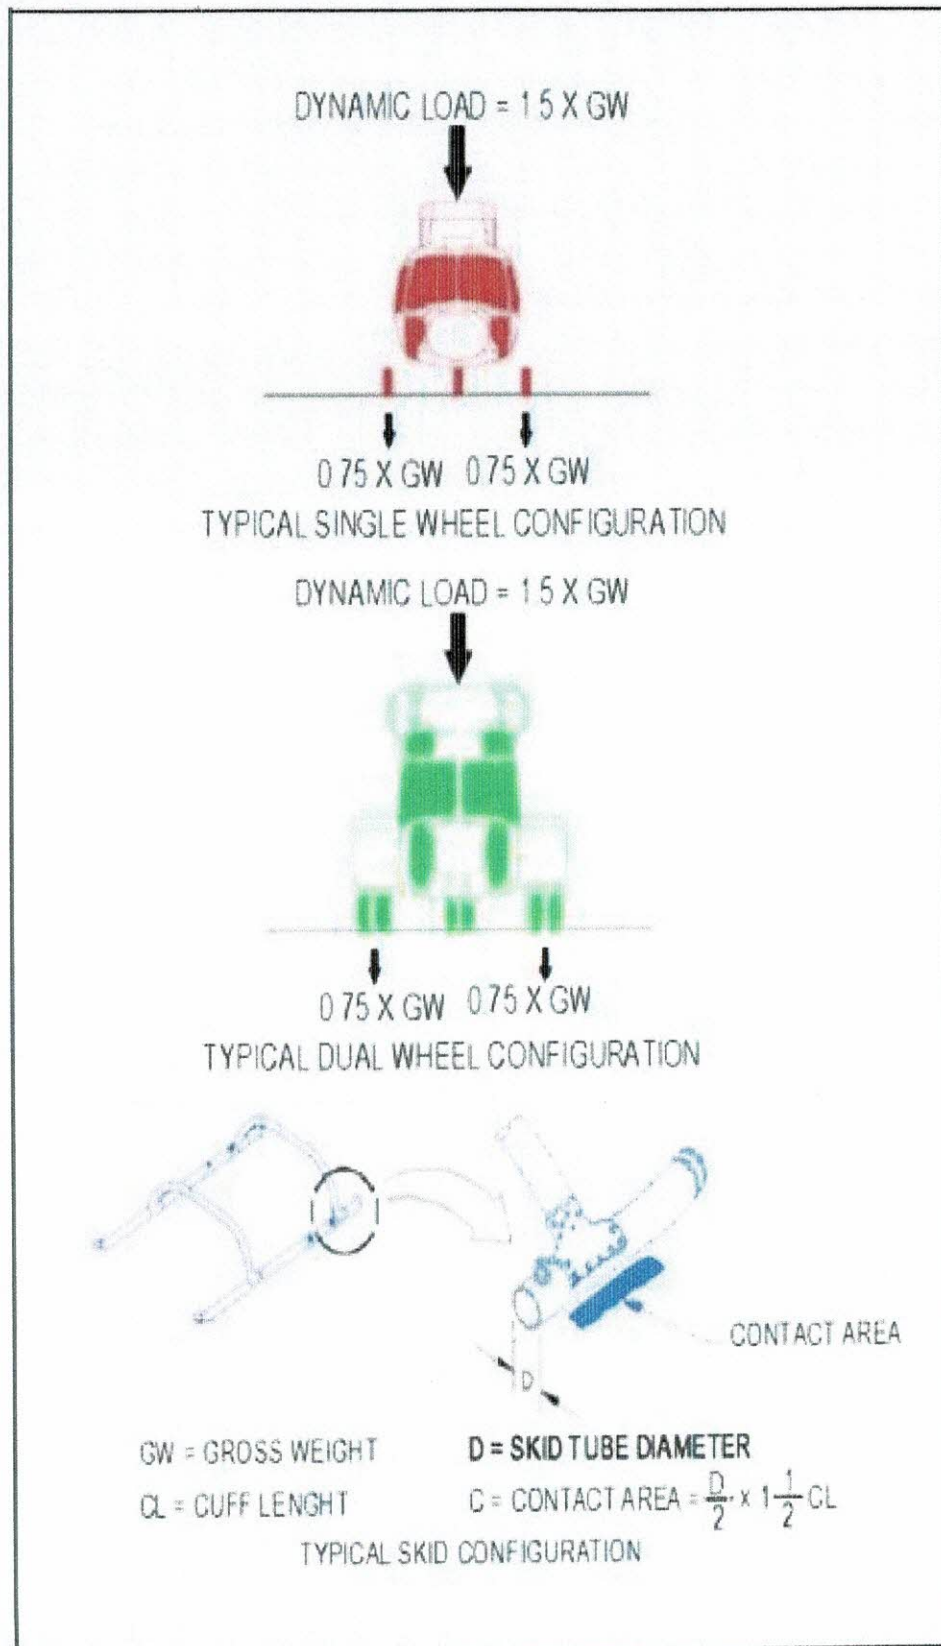 DYNAMIC LOAD = 1 5 X GW
0 75 X GW 0 75 X GW
TYPICAL SINGLE WHEEL CONFIGURATION
DYNAMIC LOAD = 1 5 X GW
0 75 X GW 0 75 X GW
TYPICAL DUAL WHEEL CONFIGURATION
CONTACT AREA
D
GW = GROSS WEIGHT D = SKID TUBE DIAMETER
CL = CUFF LENGHT C = CONTACT AREA = D/2 x 1 1/2 CL
TYPICAL SKID CONFIGURATION